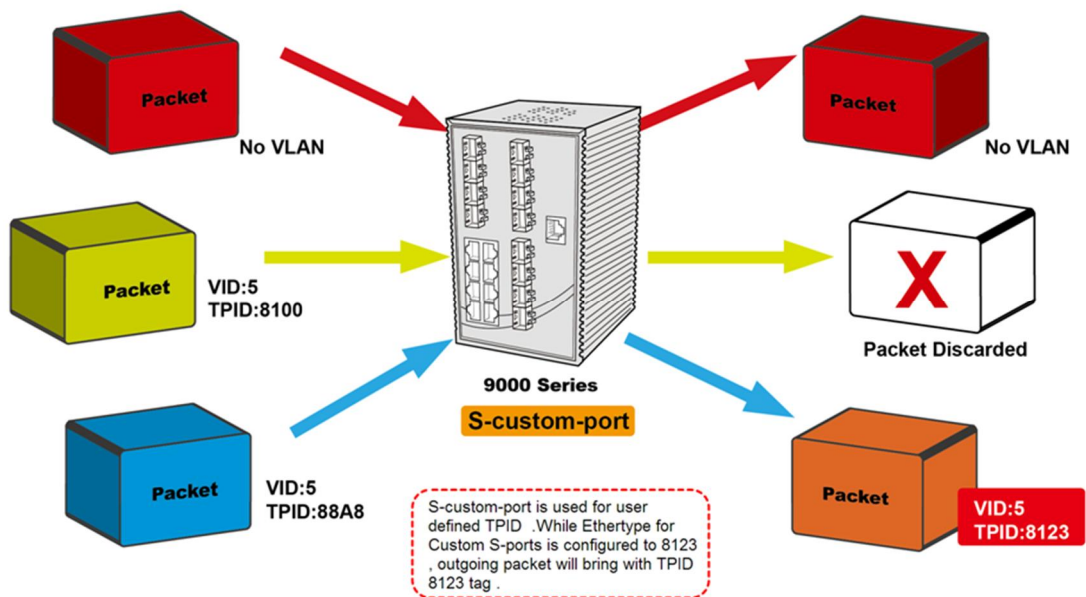 Packet
No VLAN
Packet
No VLAN
Packet
VID:5
TPID:8100
X
Packet Discarded
9000 Series
S-custom-port
Packet
VID:5
TPID:88A8
S-custom-port is used for user
defined TPID .While Ethertype for
Custom S-ports is configured to 8123
, outgoing packet will bring with TPID
8123 tag .
Packet
VID:5
TPID:8123